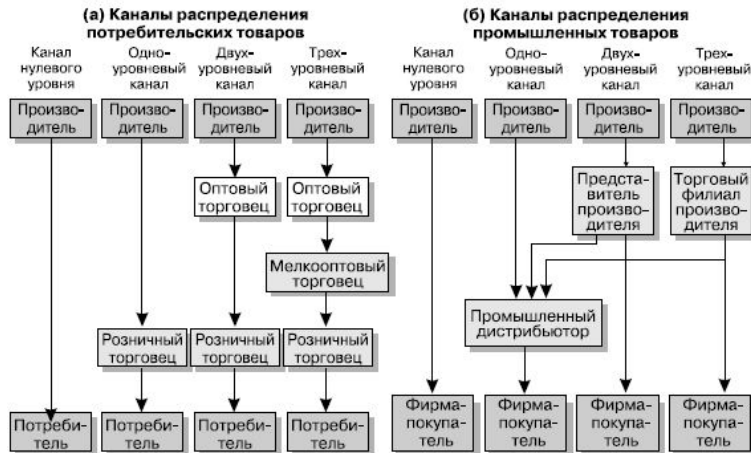 (а) Каналы распределения
потребительских товаров
Канал
нулевого
уровня
Одно-
уровневый
канал
Двух-
уровневый
канал
Трех-
уровневый
канал
Произво-
дитель
Произво-
дитель
Произво-
дитель
Произво-
дитель
Оптовый
торговец
Оптовый
торговец
Мелкооптовый
торговец
Розничный
торговец
Розничный
торговец
Розничный
торговец
Потреби-
тель
Потреби-
тель
Потреби-
тель
Потреби-
тель
(б) Каналы распределения
промышленных товаров
Канал
нулевого
уровня
Одно-
уровневый
канал
Двух-
уровневый
канал
Трех-
уровневый
канал
Произво-
дитель
Произво-
дитель
Произво-
дитель
Произво-
дитель
Предста-
витель
произво-
дителя
Торговый
филиал
произво-
дителя
Промышленный
дистрибьютор
Фирма-
покупа-
тель
Фирма-
покупа-
тель
Фирма-
покупа-
тель
Фирма-
покупа-
тель